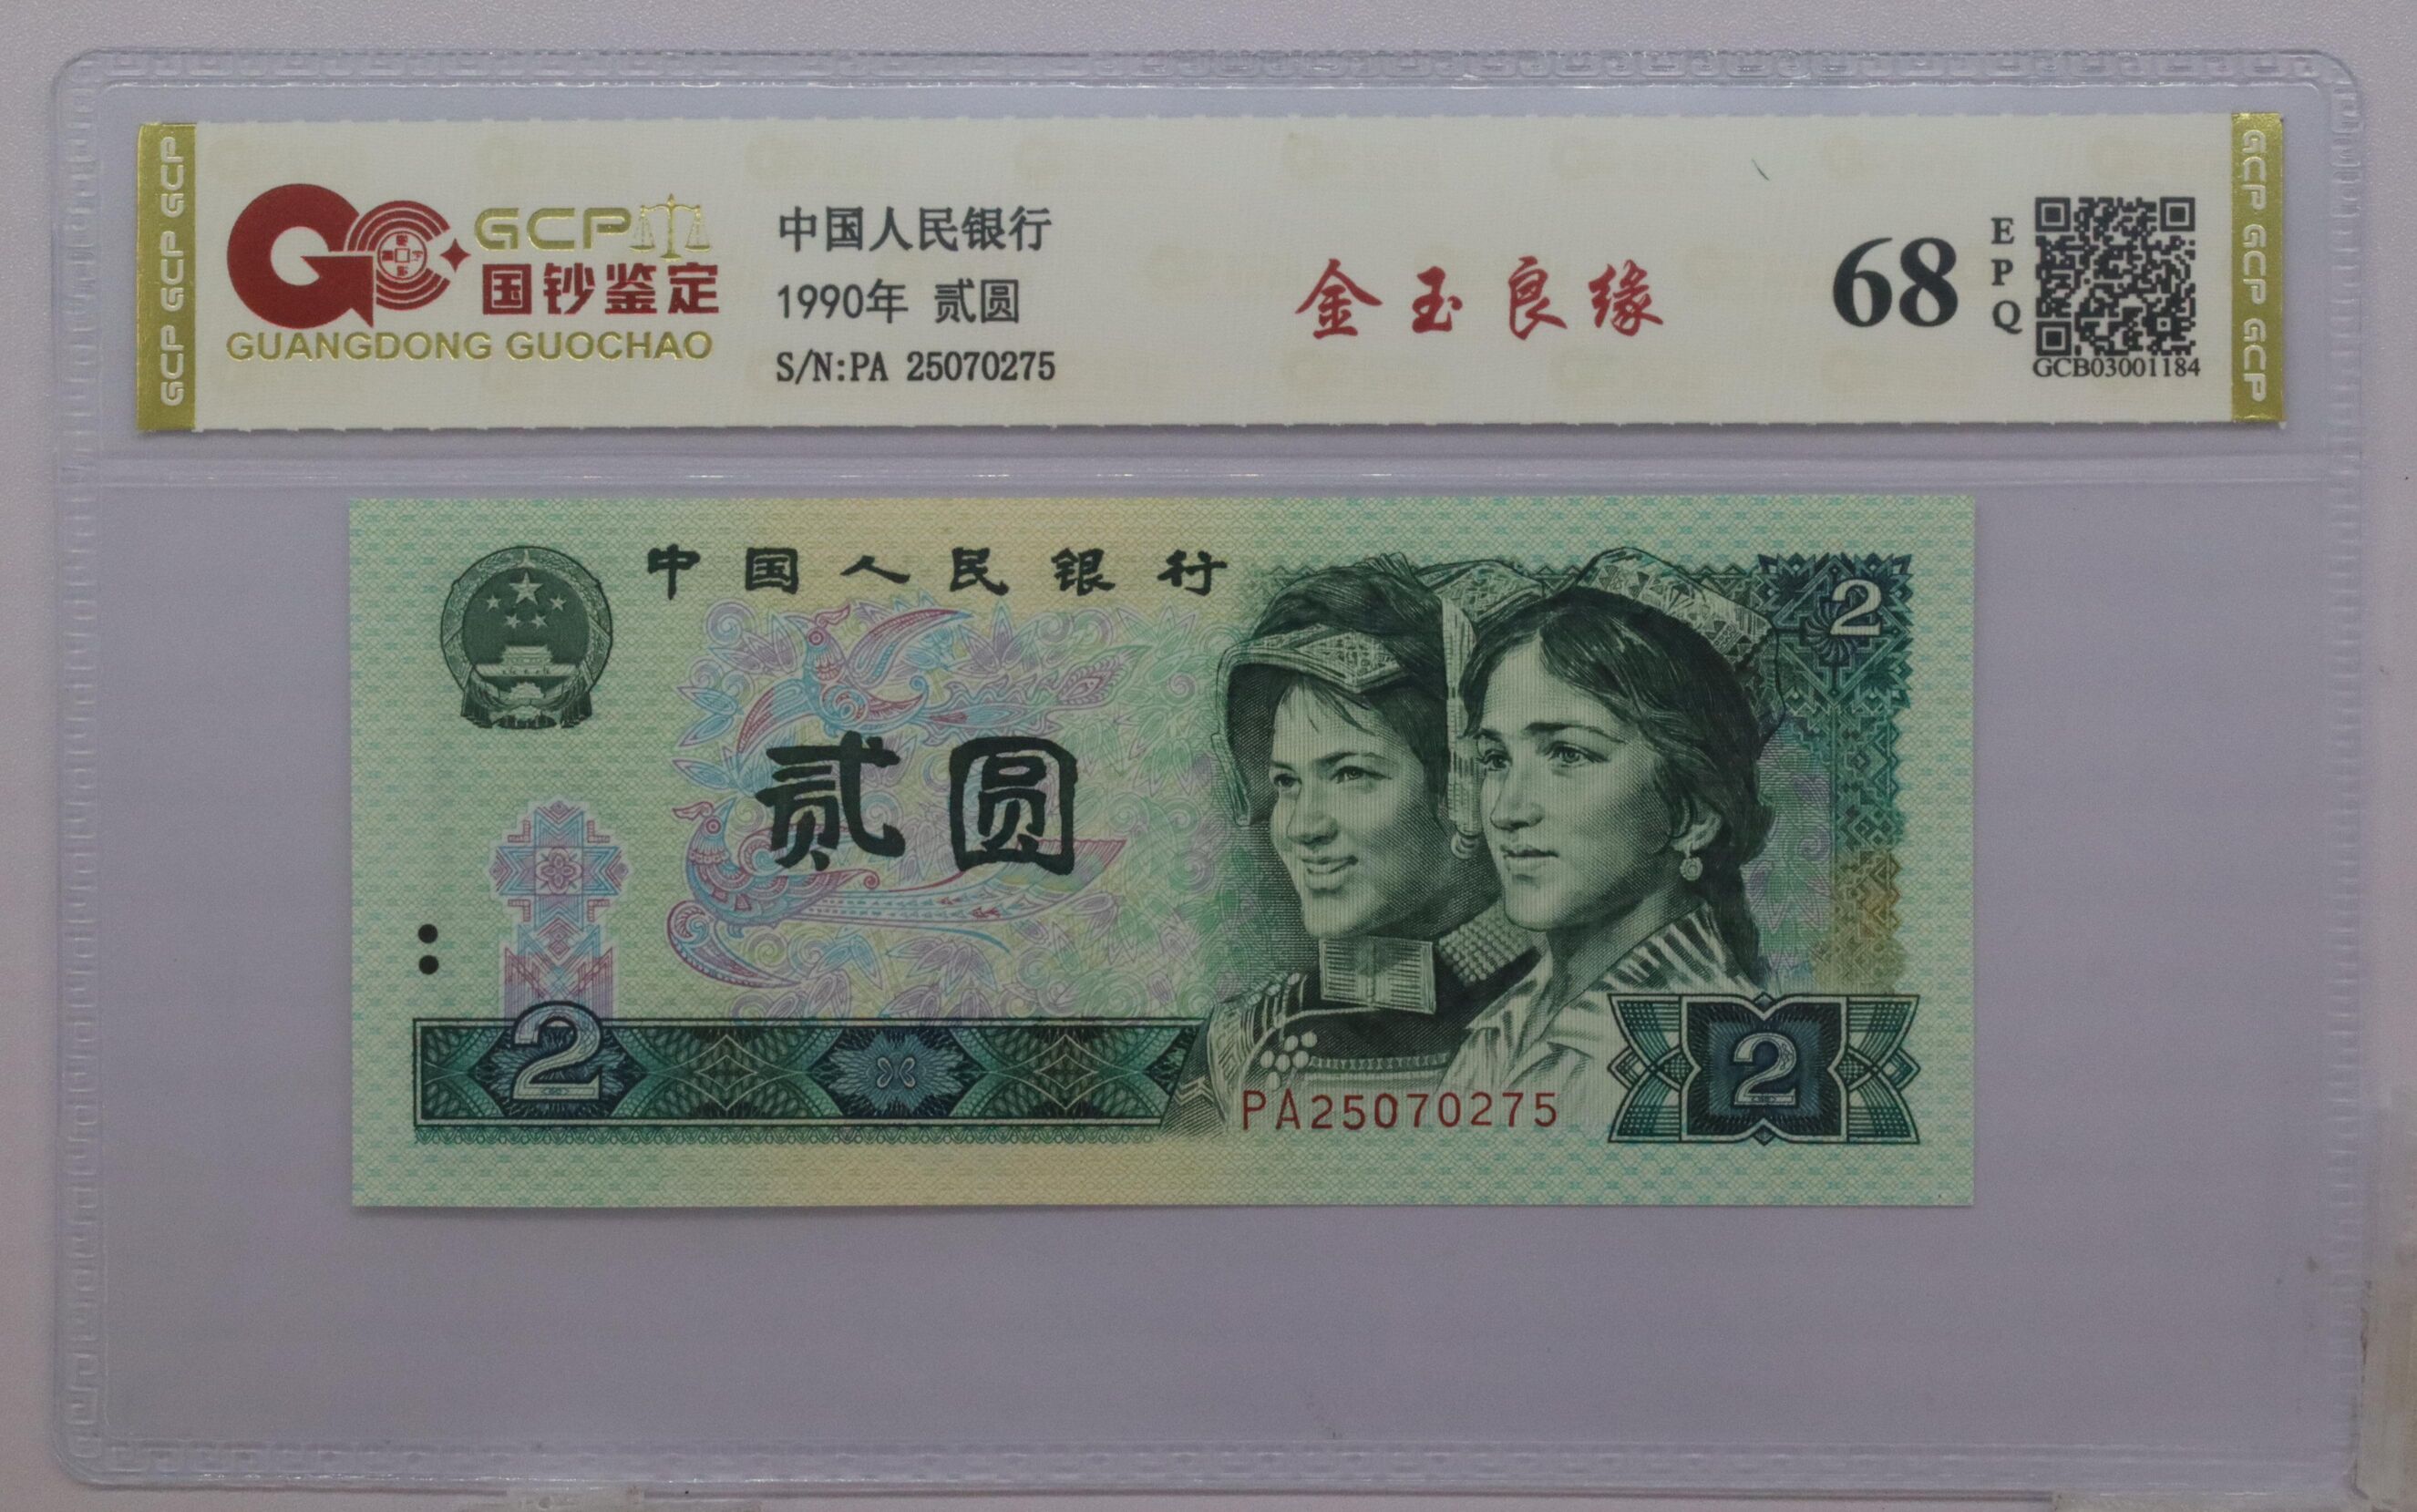 GCP GCP GCP
GCP
国钞鉴定
GUANGDONG GUOCHAO
中国人民银行
1990年 贰圆
S/N:PA 25070275
金玉良缘
68
EPQ
GCB03001184
GCP GCP GCP
中国人民银行
2
贰圆
2
PA25070275
2